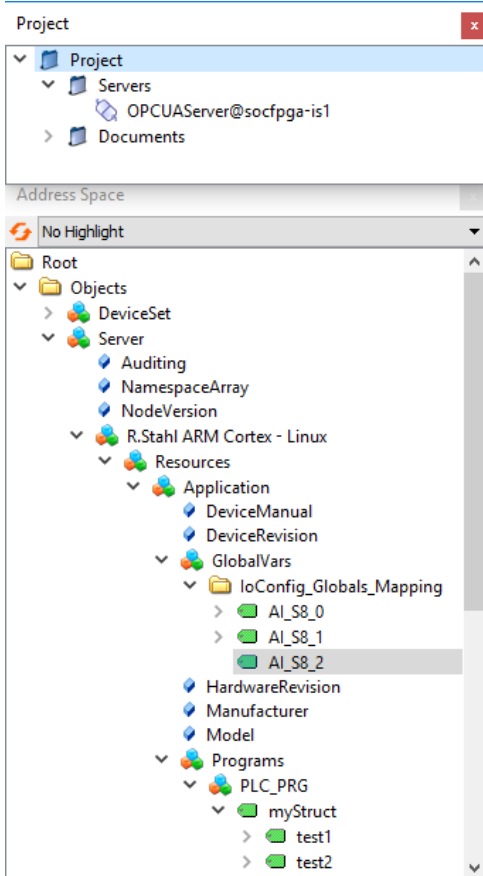 Project
x
Project
Servers
OPCUAServer@socfpga-is1
Documents
Address Space
x
No Highlight
Root
Objects
DeviceSet
Server
Auditing
NamespaceArray
NodeVersion
R.Stahl ARM Cortex - Linux
Resources
Application
DeviceManual
DeviceRevision
GlobalVars
IoConfig_Globals_Mapping
AI_S8_0
AI_S8_1
AI_S8_2
HardwareRevision
Manufacturer
Model
Programs
PLC_PRG
myStruct
test1
test2